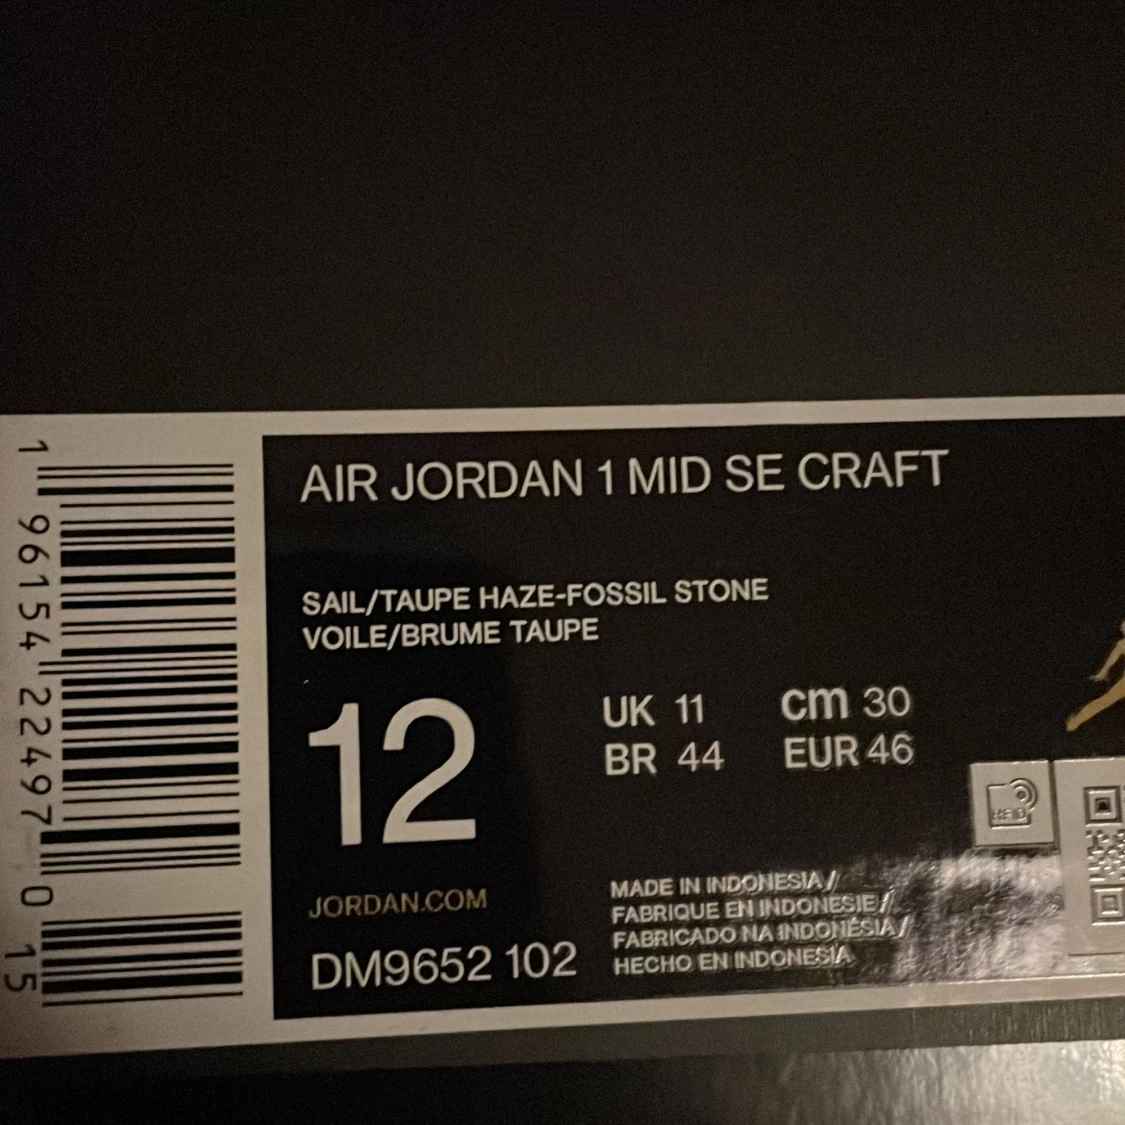 AIR JORDAN 1 MID SE CRAFT
SAIL/TAUPE HAZE-FOSSIL STONE
VOILE/BRUME TAUPE
12
UK 11
cm 30
BR 44
EUR 46
JORDAN.COM
DM9652 102
MADE IN INDONESIA/
FABRIQUE EN INDONESIE/
FABRICADO NA INDONÉSIA/
HECHO EN INDONESIA
RFID
1 96154 22497 0 15